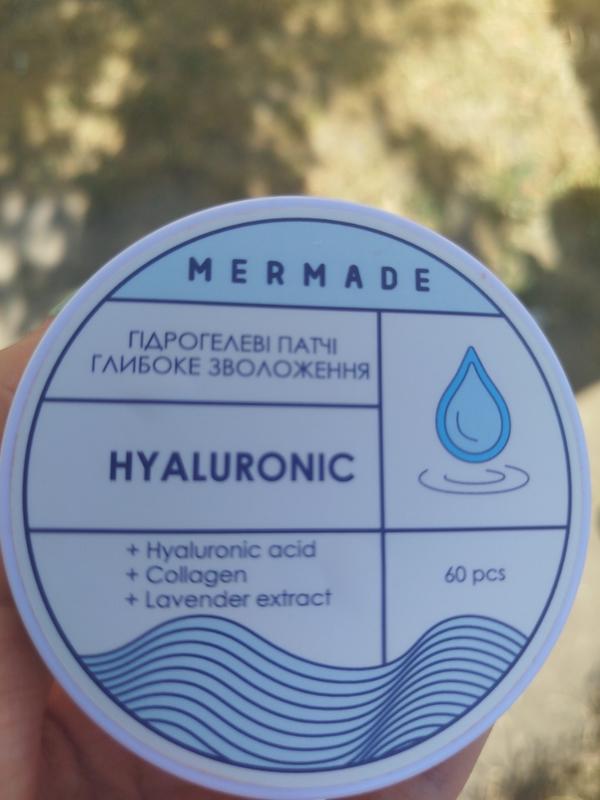 MERMADE
ГІДРОГЕЛЕВІ ПАТЧІ
ГЛИБОКЕ ЗВОЛОЖЕННЯ
HYALURONIC
+ Hyaluronic acid
+ Collagen
+ Lavender extract
60 pcs